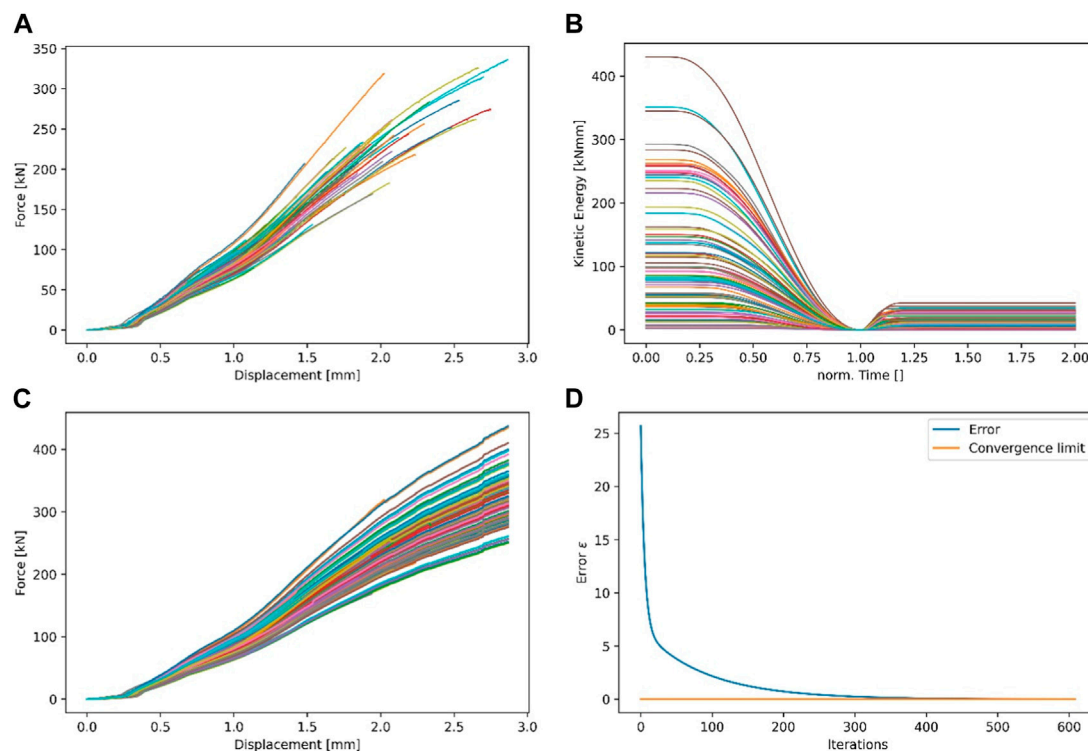 A
350
300
250
200
150
100
50
0
Force [kN]
0.0 0.5 1.0 1.5 2.0 2.5 3.0
Displacement [mm]
B
400
300
200
100
0
Kinetic Energy [kNmm]
0.00 0.25 0.50 0.75 1.00 1.25 1.50 1.75 2.00
norm. Time []
C
400
300
200
100
0
Force [kN]
0.0 0.5 1.0 1.5 2.0 2.5 3.0
Displacement [mm]
D
25
20
15
10
5
0
Error ε
Error
Convergence limit
0 100 200 300 400 500 600
Iterations